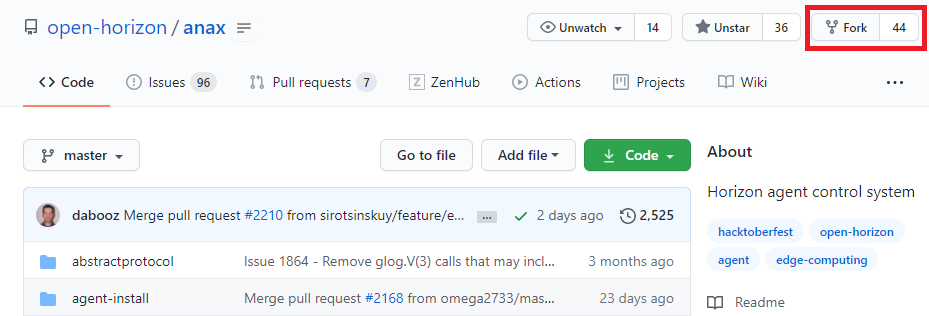 open-horizon / anax
Unwatch 14 Unstar 36 Fork 44
Code Issues 96 Pull requests 7 ZenHub Actions Projects Wiki ...
master Go to file Add file Code
About
Horizon agent control system
hacktoberfest open-horizon
agent edge-computing
Readme
dabooz Merge pull request #2210 from sirotsinskuy/feature/e... ... 2 days ago 2,525
abstractprotocol Issue 1864 - Remove glog.V(3) calls that may incl... 3 months ago
agent-install Merge pull request #2168 from omega2733/mas... 23 days ago